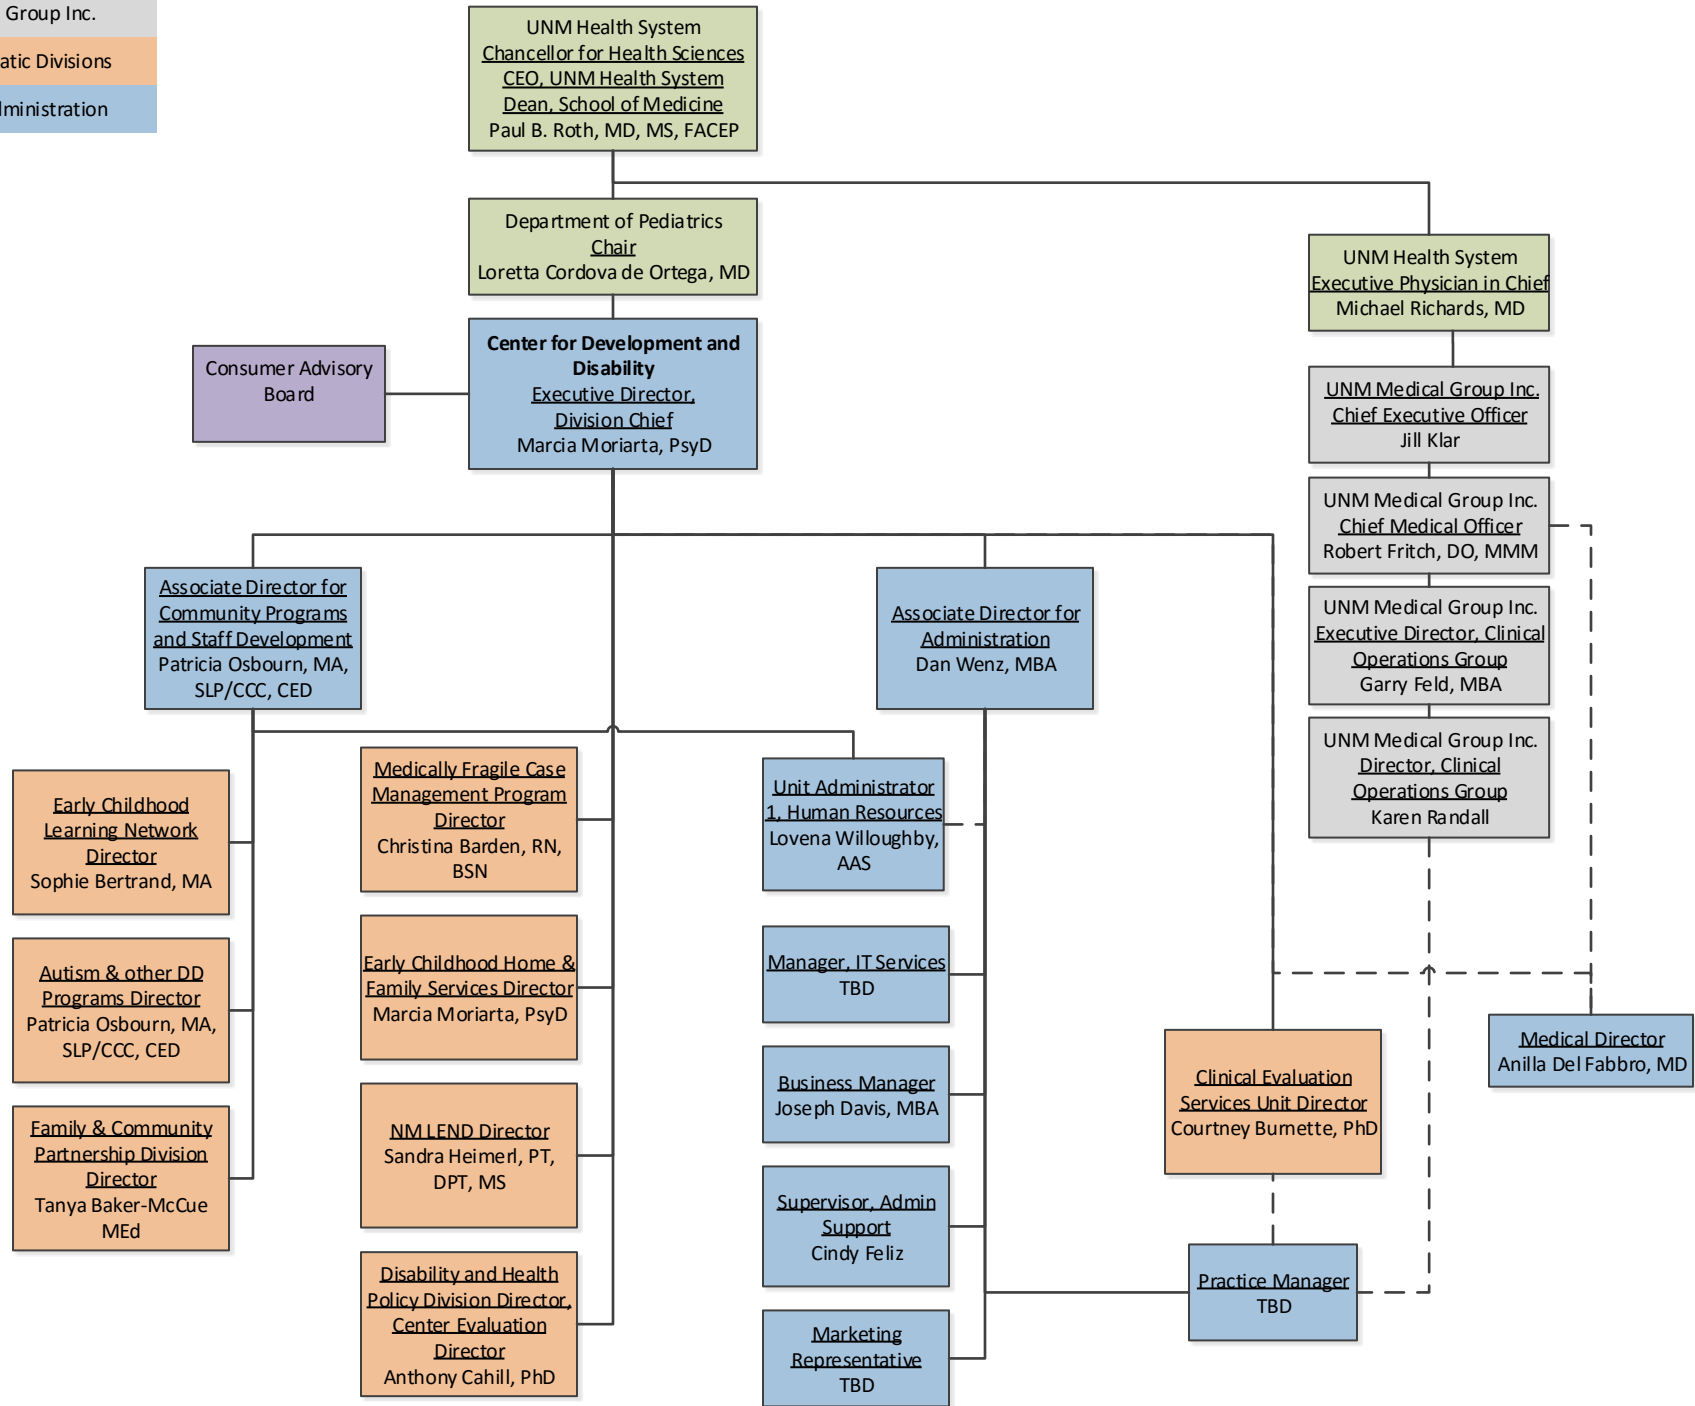 Group Inc.
Divisions
UNM Health System
Chancellor for Health Sciences
CEO, UNM Health System
Dean, School of Medicine
Paul B. Roth, MD, MS, FACEP
Department of Pediatrics
Chair
Loretta Cordova de Ortega, MD
UNM Health System
Executive Physician in Chief
Michael Richards, MD
Consumer Advisory
Board
Center for Development and
Disability
Executive Director,
Division Chief
Marcia Moriarta, PsyD
UNM Medical Group Inc.
Chief Executive Officer
Jill Klar
UNM Medical Group Inc.
Chief Medical Officer
Robert Fritch, DO, MMM
UNM Medical Group Inc.
Executive Director, Clinical
Operations Group
Garry Feld, MBA
UNM Medical Group Inc.
Director, Clinical
Operations Group
Karen Randall
Associate Director for
Community Programs
and Staff Development
Patricia Osbourn, MA,
SLP/CCC, CED
Associate Director for
Administration
Dan Wenz, MBA
Early Childhood
Learning Network
Director
Sophie Bertrand, MA
Autism & other DD
Programs Director
Patricia Osbourn, MA,
SLP/CCC, CED
Family & Community
Partnership Division
Director
Tanya Baker-McCue
MEd
Medically Fragile Case
Management Program
Director
Christina Barden, RN,
BSN
Early Childhood Home &
Family Services Director
Marcia Moriarta, PsyD
NM LEND Director
Sandra Heimerl, PT,
DPT, MS
Disability and Health
Policy Division Director,
Center Evaluation
Director
Anthony Cahill, PhD
Unit Administrator
1, Human Resources
Lovena Willoughby,
AAS
Manager, IT Services
TBD
Business Manager
Joseph Davis, MBA
Supervisor, Admin
Support
Cindy Feliz
Marketing
Representative
TBD
Clinical Evaluation
Services Unit Director
Courtney Burnette, PhD
Practice Manager
TBD
Medical Director
Anilla Del Fabbro, MD